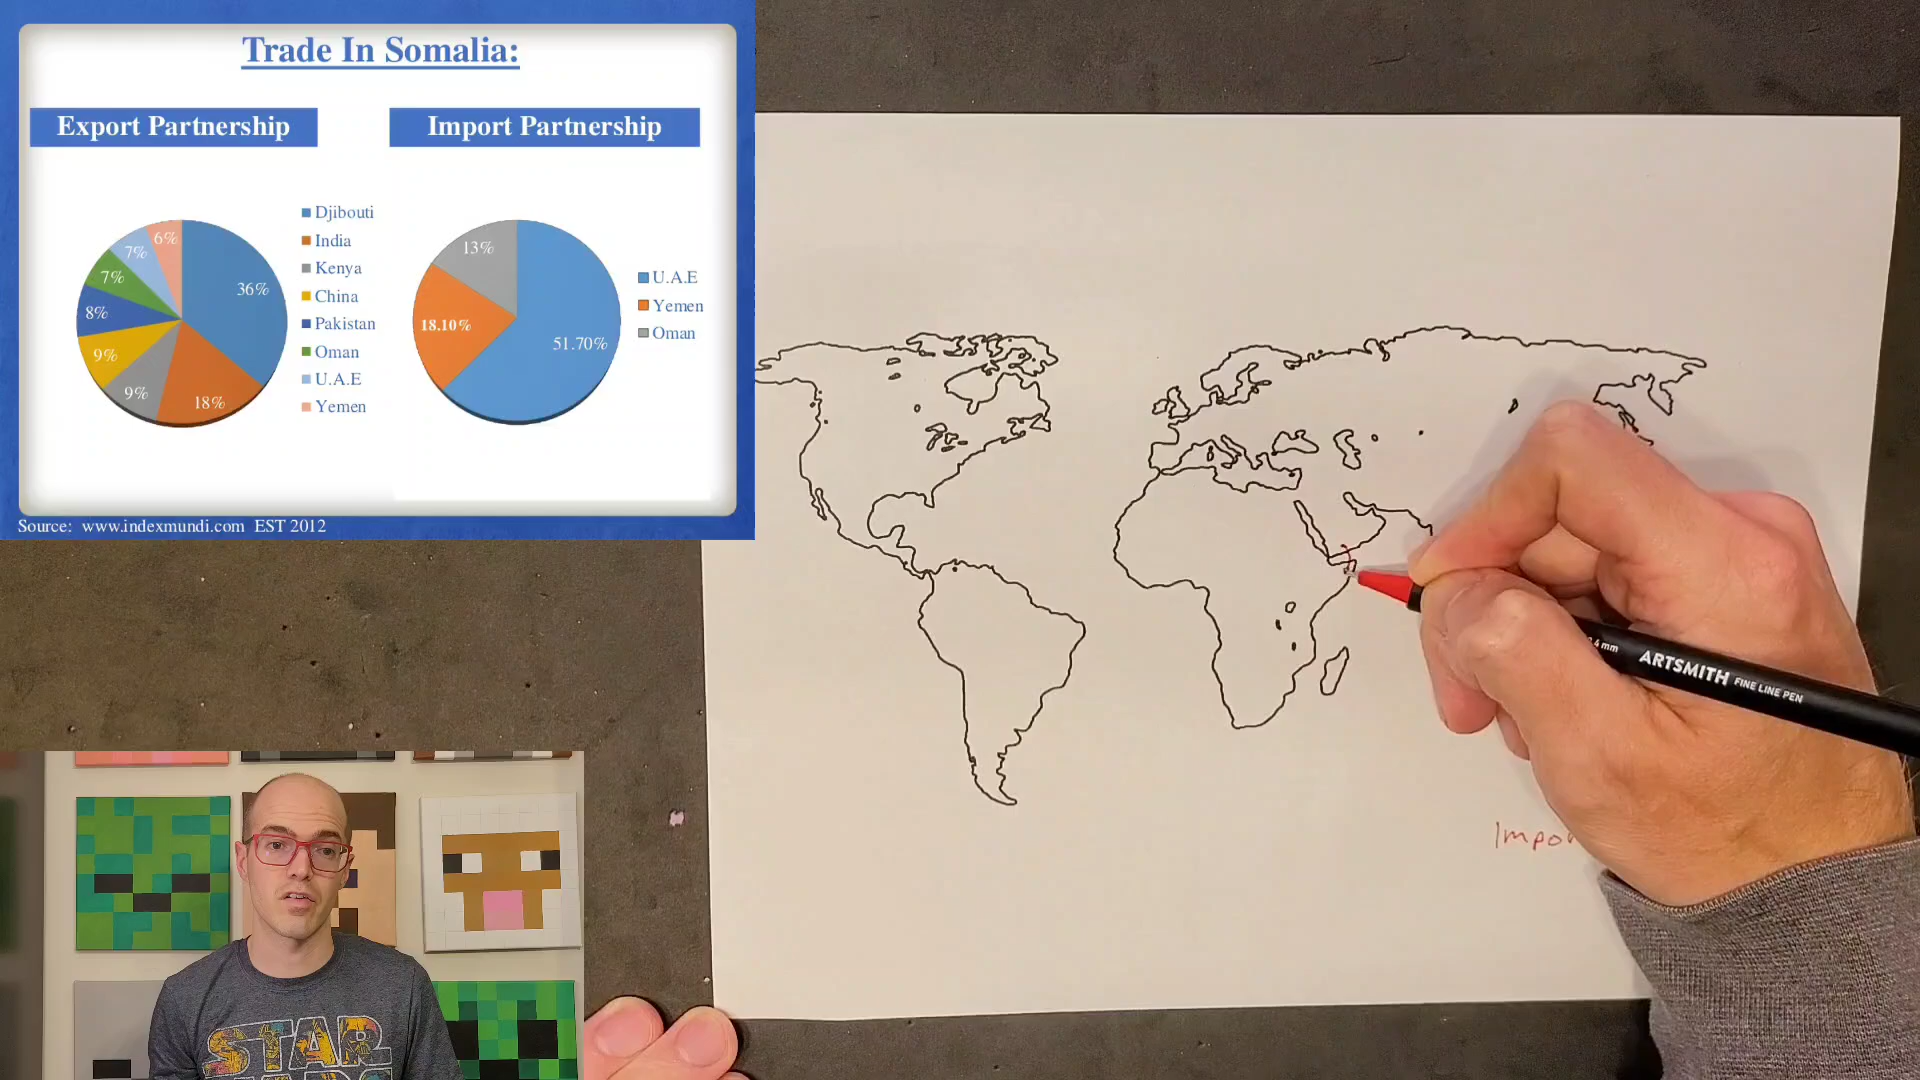 Trade In Somalia:
Export Partnership
Import Partnership
6%
7%
7%
8%
9%
9%
18%
36%
Djibouti
India
Kenya
China
Pakistan
Oman
U.A.E
Yemen
13%
18.10%
51.70%
U.A.E
Yemen
Oman
Source: www.indexmundi.com EST 2012
ARTSMITH FINE LINE PEN
STAR